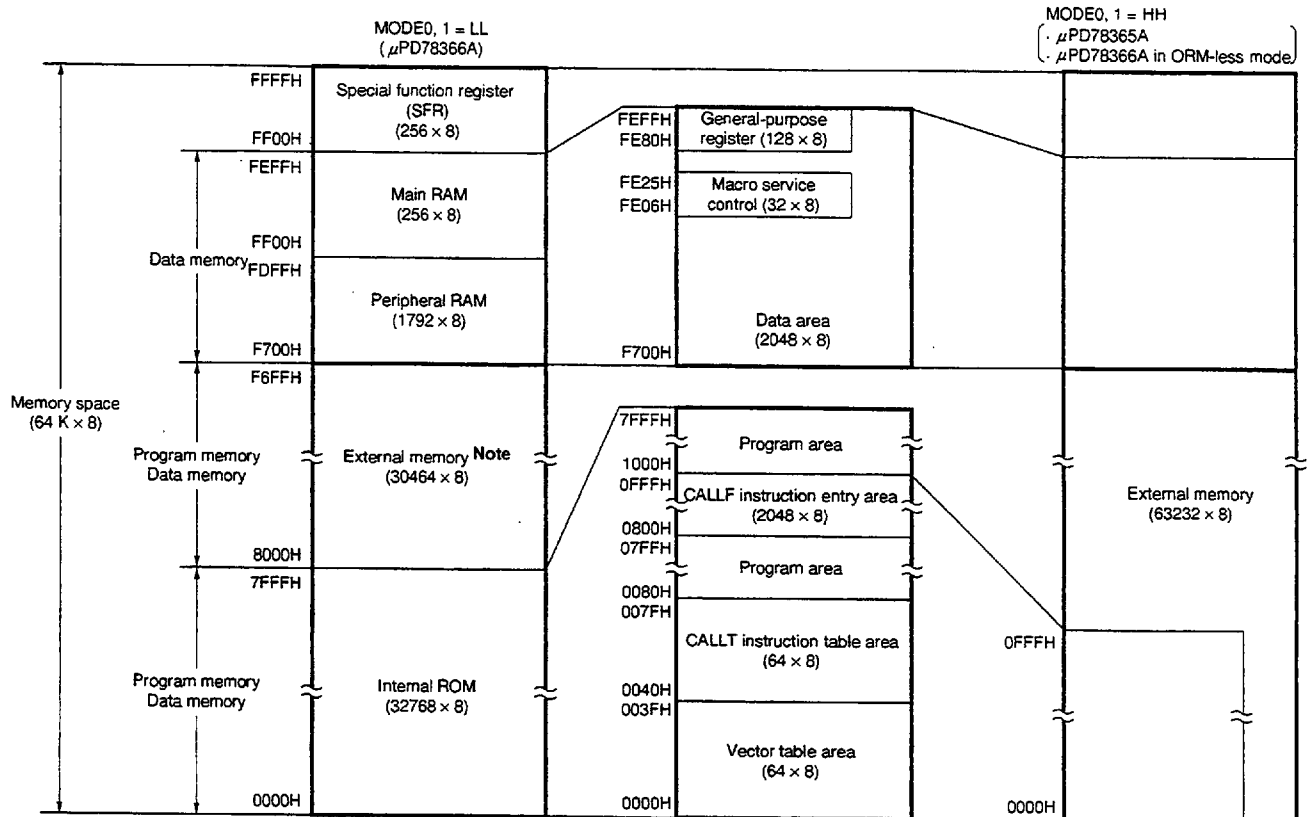 MODE0, 1 = LL
(μPD78366A)
MODE0, 1 = HH
· μPD78365A
· μPD78366A in ORM-less mode
FFFFH
Special function register
(SFR)
(256 × 8)
FF00H
FEFFH
Main RAM
(256 × 8)
FF00H
Data memory
FDFFH
Peripheral RAM
(1792 × 8)
F700H
F6FFH
Memory space
(64 K × 8)
Program memory
Data memory
External memory Note
(30464 × 8)
8000H
7FFFH
Program memory
Data memory
Internal ROM
(32768 × 8)
0000H
FEFFH
General-purpose
register (128 × 8)
FE80H
FE25H
Macro service
control (32 × 8)
FE06H
Data area
(2048 × 8)
F700H
7FFFH
Program area
1000H
0FFFH
CALLF instruction entry area
(2048 × 8)
0800H
07FFH
Program area
0080H
007FH
CALLT instruction table area
(64 × 8)
0040H
003FH
Vector table area
(64 × 8)
0000H
External memory
(63232 × 8)
0FFFH
0000H